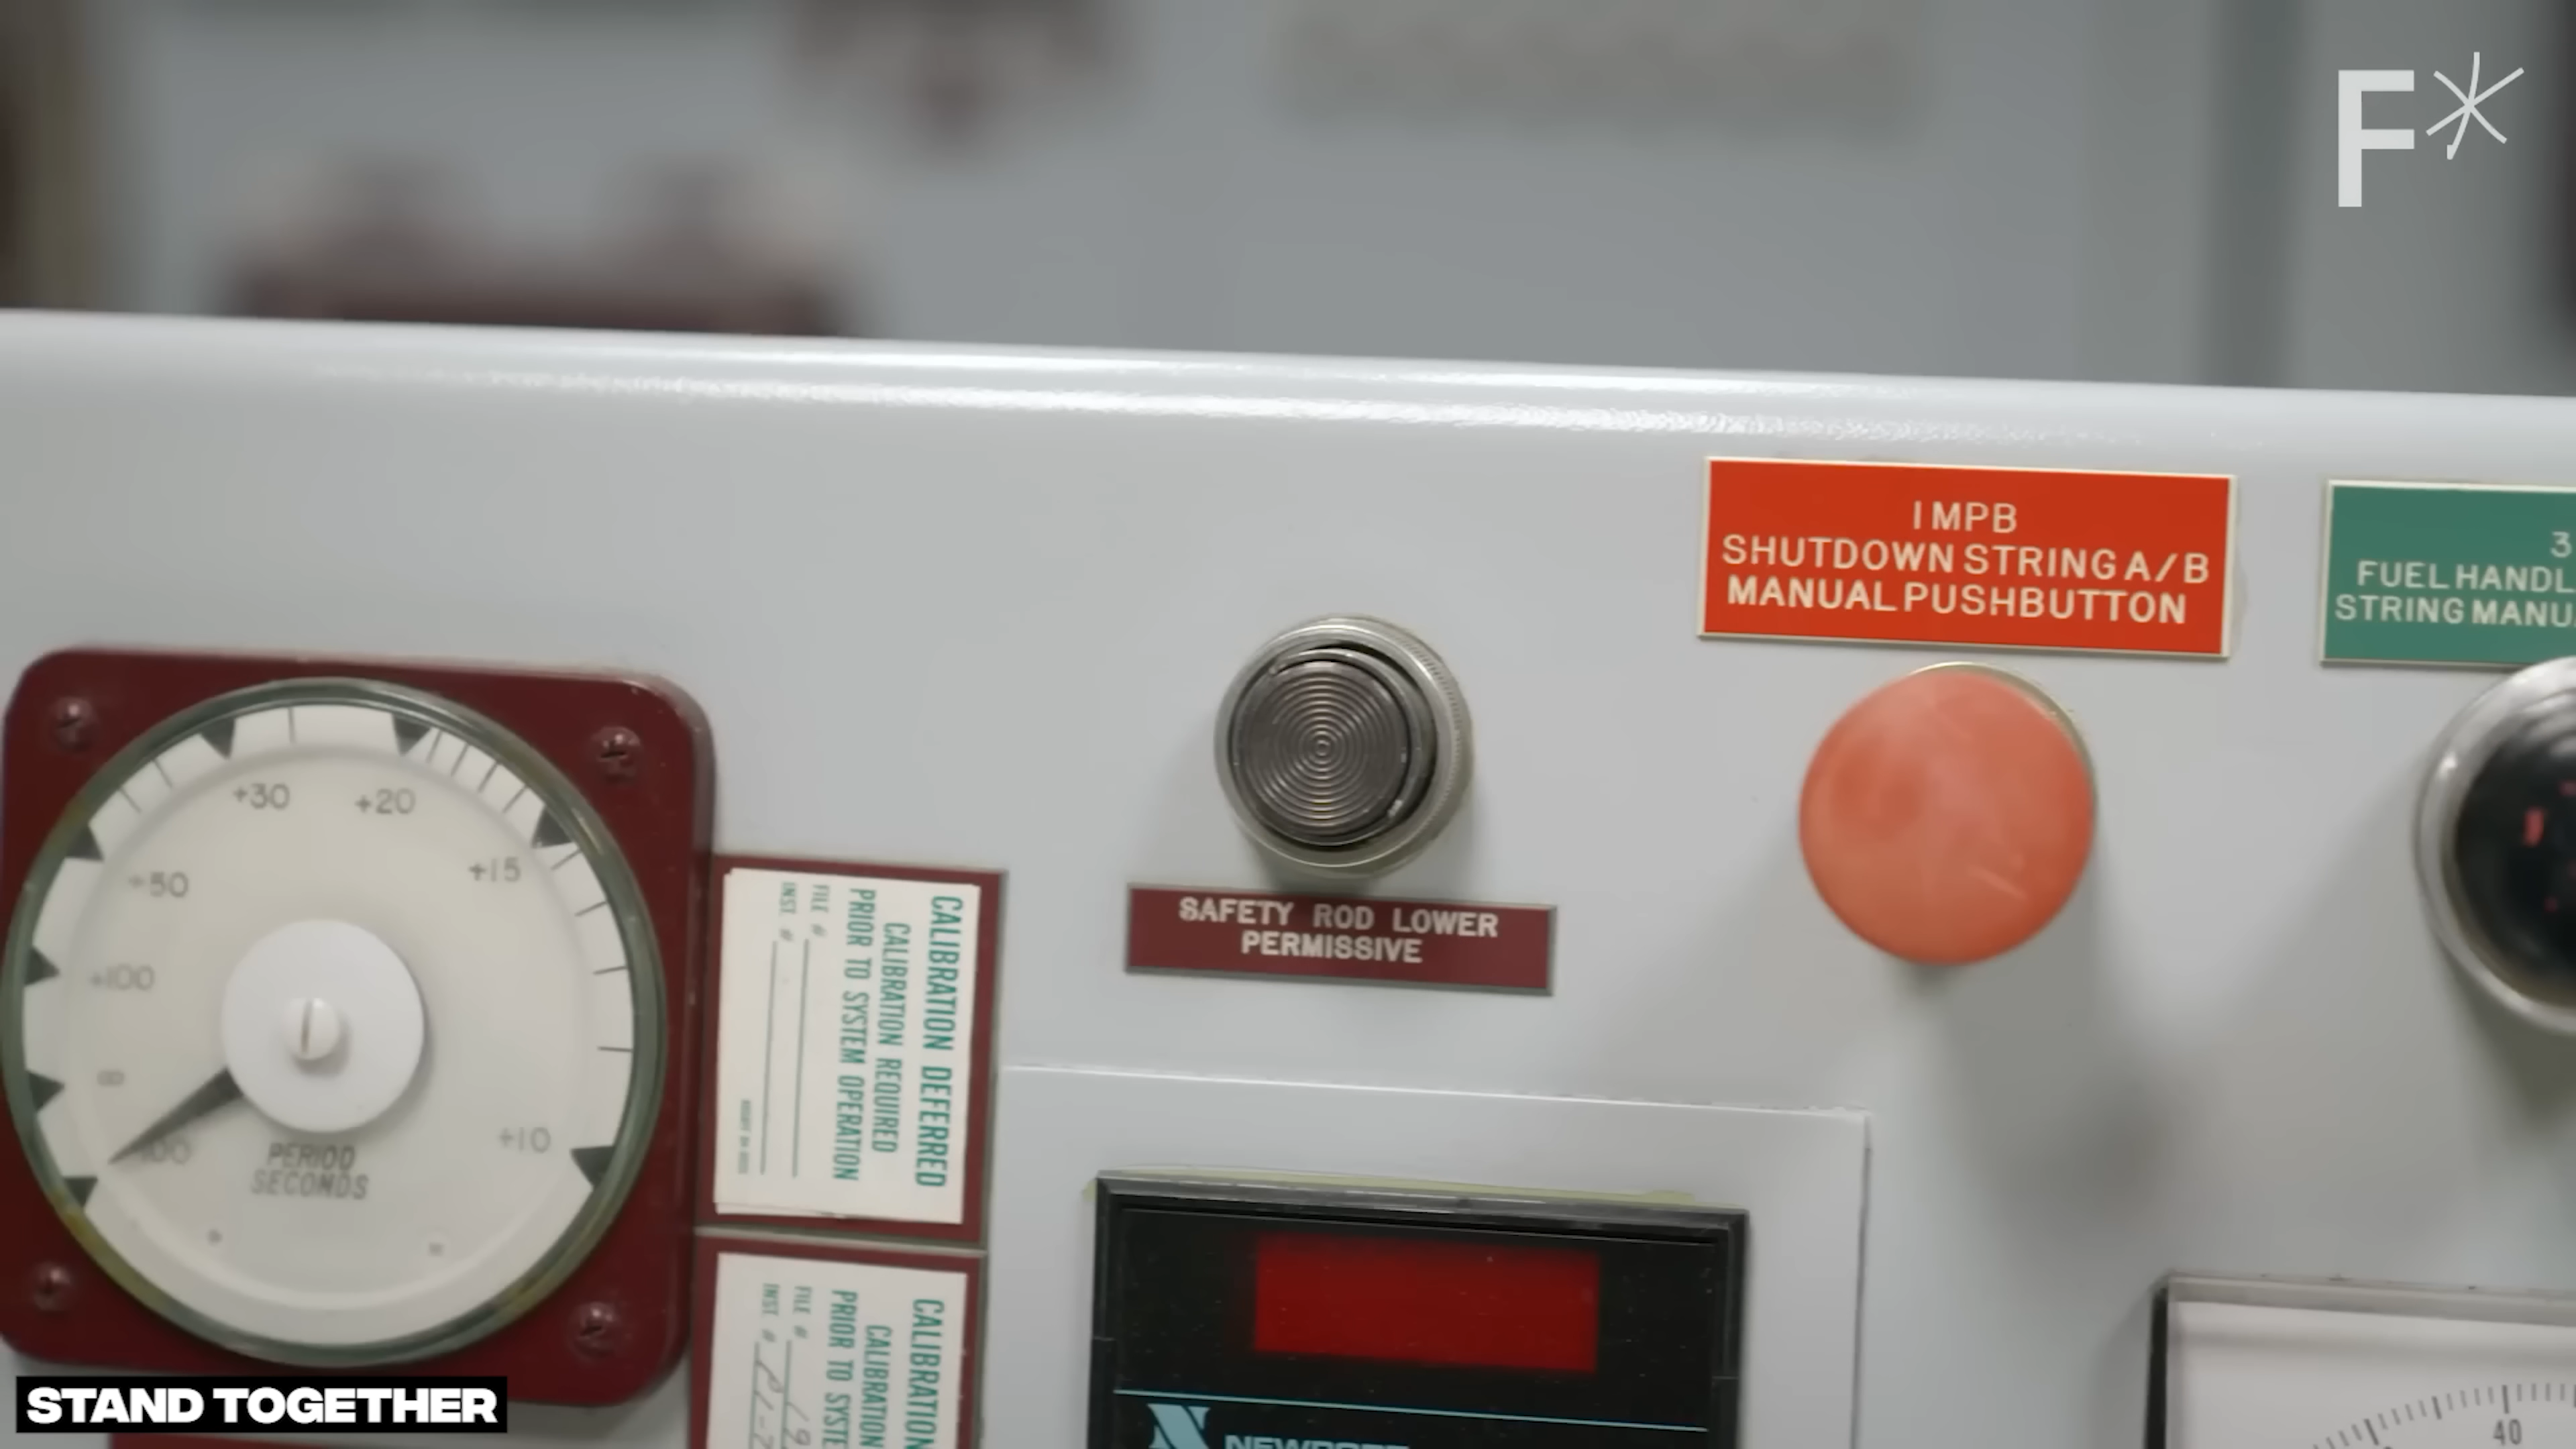 F*
1 MPB
SHUTDOWN STRING A/B
MANUAL PUSHBUTTON
3
FUEL HANDL
STRING MANU
SAFETY ROD LOWER
PERMISSIVE
+30
+20
+15
+50
+100
∞
+10
PERIOD
SECONDS
CALIBRATION DEFERRED
CALIBRATION REQUIRED
PRIOR TO SYSTEM OPERATION
FILE #
INST. #
CALIBRATION
CALIBRATION
PRIOR TO SYSTE
FILE #
INST #
NEWPORT
40
STAND TOGETHER